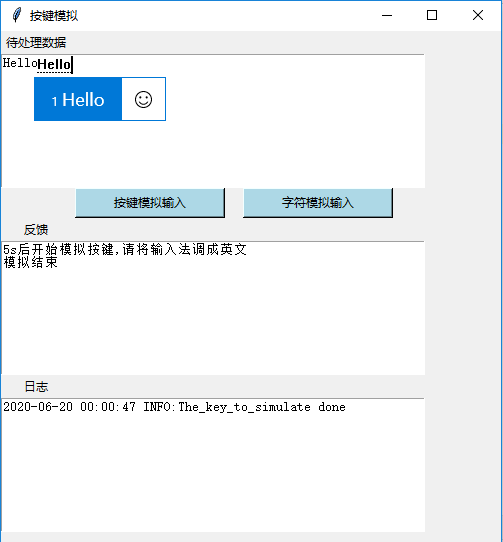 按键模拟
待处理数据
HelloHello
1 Hello
按键模拟输入 字符模拟输入
反馈
5s后开始模拟按键,请将输入法调成英文
模拟结束
日志
2020-06-20 00:00:47 INFO:The_key_to_simulate done